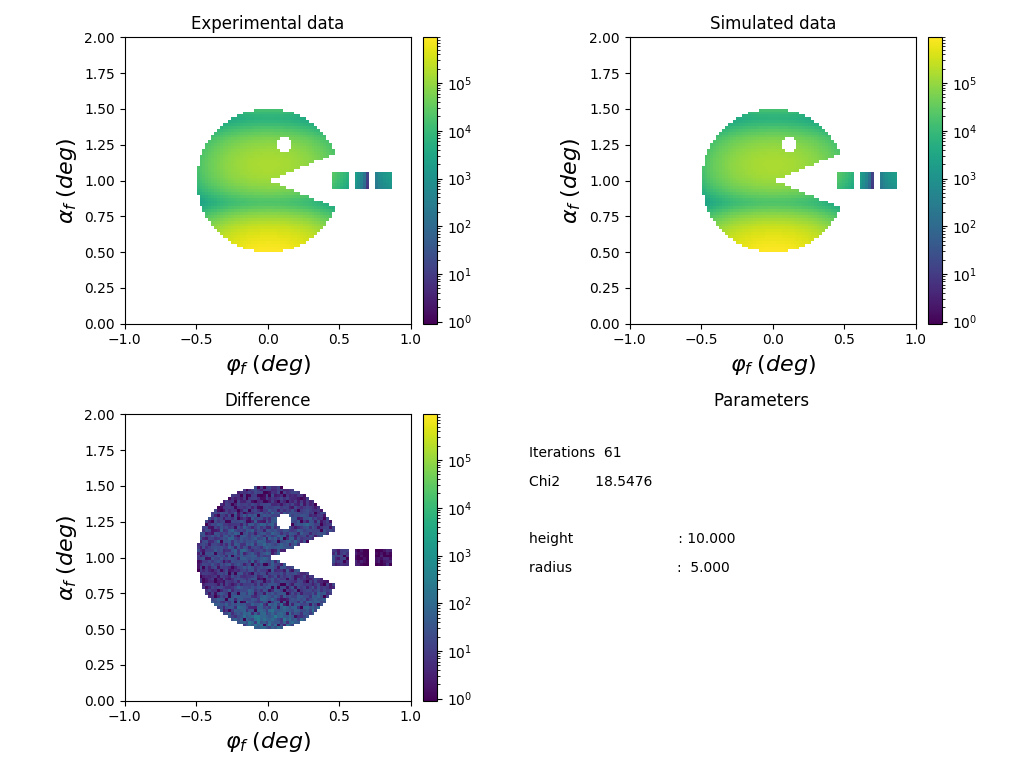 Experimental data
2.00
1.75
1.50
1.25
1.00
0.75
0.50
0.25
0.00
αf (deg)
−1.0 −0.5 0.0 0.5 1.0
φf (deg)
10^5
10^4
10^3
10^2
10^1
10^0
Simulated data
2.00
1.75
1.50
1.25
1.00
0.75
0.50
0.25
0.00
αf (deg)
−1.0 −0.5 0.0 0.5 1.0
φf (deg)
10^5
10^4
10^3
10^2
10^1
10^0
Difference
2.00
1.75
1.50
1.25
1.00
0.75
0.50
0.25
0.00
αf (deg)
−1.0 −0.5 0.0 0.5 1.0
φf (deg)
10^5
10^4
10^3
10^2
10^1
10^0
Parameters
Iterations 61
Chi2 18.5476
height : 10.000
radius : 5.000